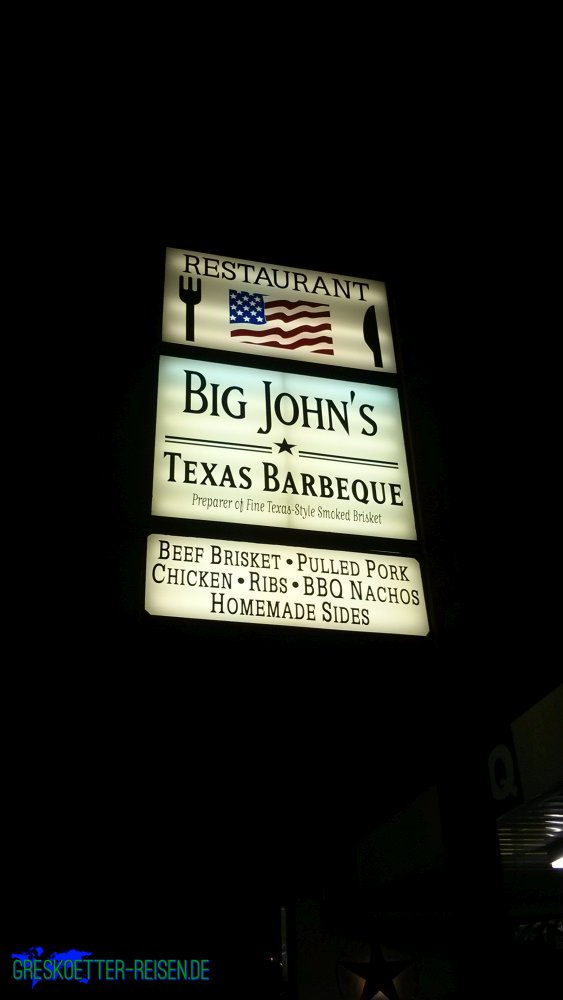 RESTAURANT
BIG JOHN'S
TEXAS BARBEQUE
Preparer of Fine Texas-Style Smoked Brisket
BEEF BRISKET • PULLED PORK
CHICKEN • RIBS • BBQ NACHOS
HOMEMADE SIDES
Q
GRESKOETTER-REISEN.DE